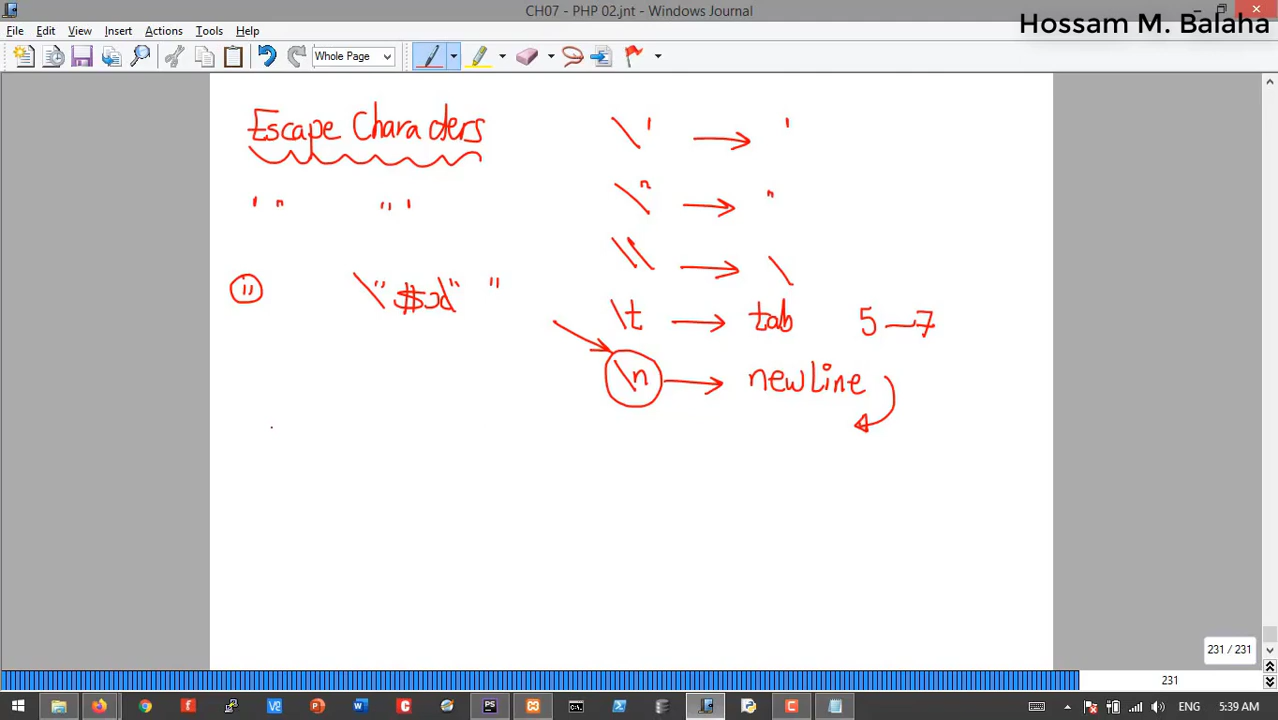 CH07 - PHP 02.jnt - Windows Journal
Hossam M. Balaha
File Edit View Insert Actions Tools Help
Whole Page
Escape Characters
' "
" '
"
\" $x" "
\' → '
\" → "
\\ → \
\t → tab 5 — 7
\n → newLine
231 / 231
231
ENG 5:39 AM